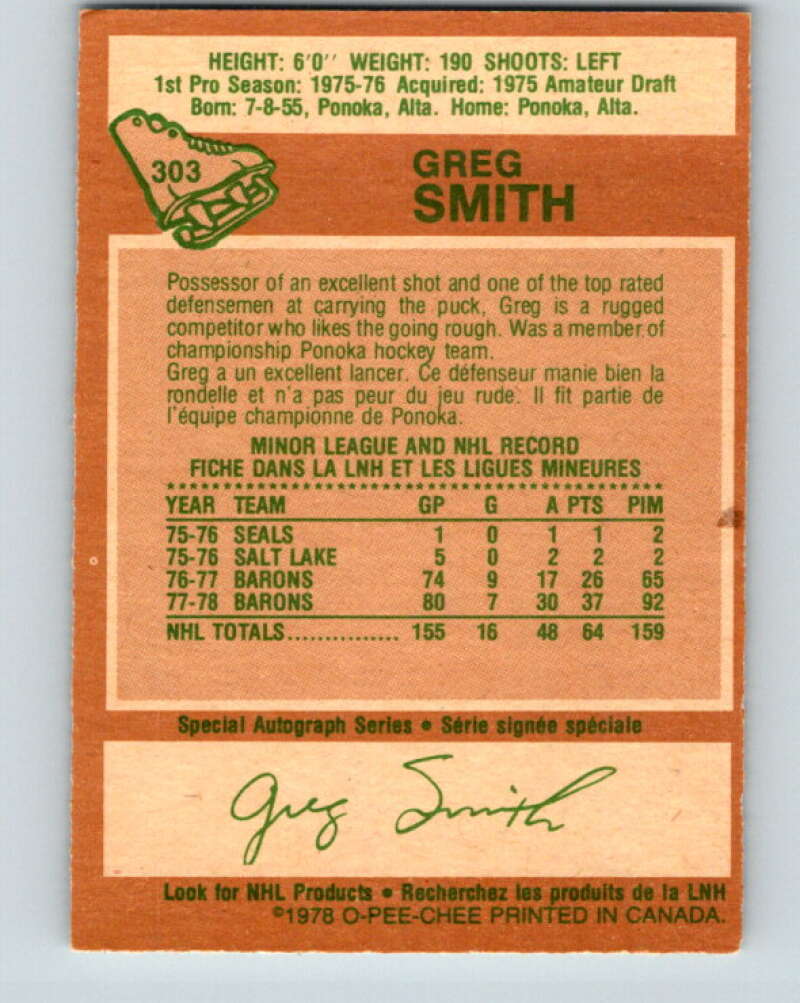 HEIGHT: 6'0'' WEIGHT: 190 SHOOTS: LEFT
1st Pro Season: 1975-76 Acquired: 1975 Amateur Draft
Born: 7-8-55, Ponoka, Alta. Home: Ponoka, Alta.
303
GREG
SMITH
Possessor of an excellent shot and one of the top rated
defensemen at carrying the puck, Greg is a rugged
competitor who likes the going rough. Was a member of
championship Ponoka hockey team.
Greg a un excellent lancer. Ce défenseur manie bien la
rondelle et n'a pas peur du jeu rude. Il fit partie de
l'équipe championne de Ponoka.
MINOR LEAGUE AND NHL RECORD
FICHE DANS LA LNH ET LES LIGUES MINEURES
YEAR TEAM GP G A PTS PIM
75-76 SEALS 1 0 1 1 2
75-76 SALT LAKE 5 0 2 2 2
76-77 BARONS 74 9 17 26 65
77-78 BARONS 80 7 30 37 92
NHL TOTALS............... 155 16 48 64 159
Special Autograph Series • Série signée spéciale
Greg Smith
Look for NHL Products • Recherchez les produits de la LNH
©1978 O-PEE-CHEE PRINTED IN CANADA.